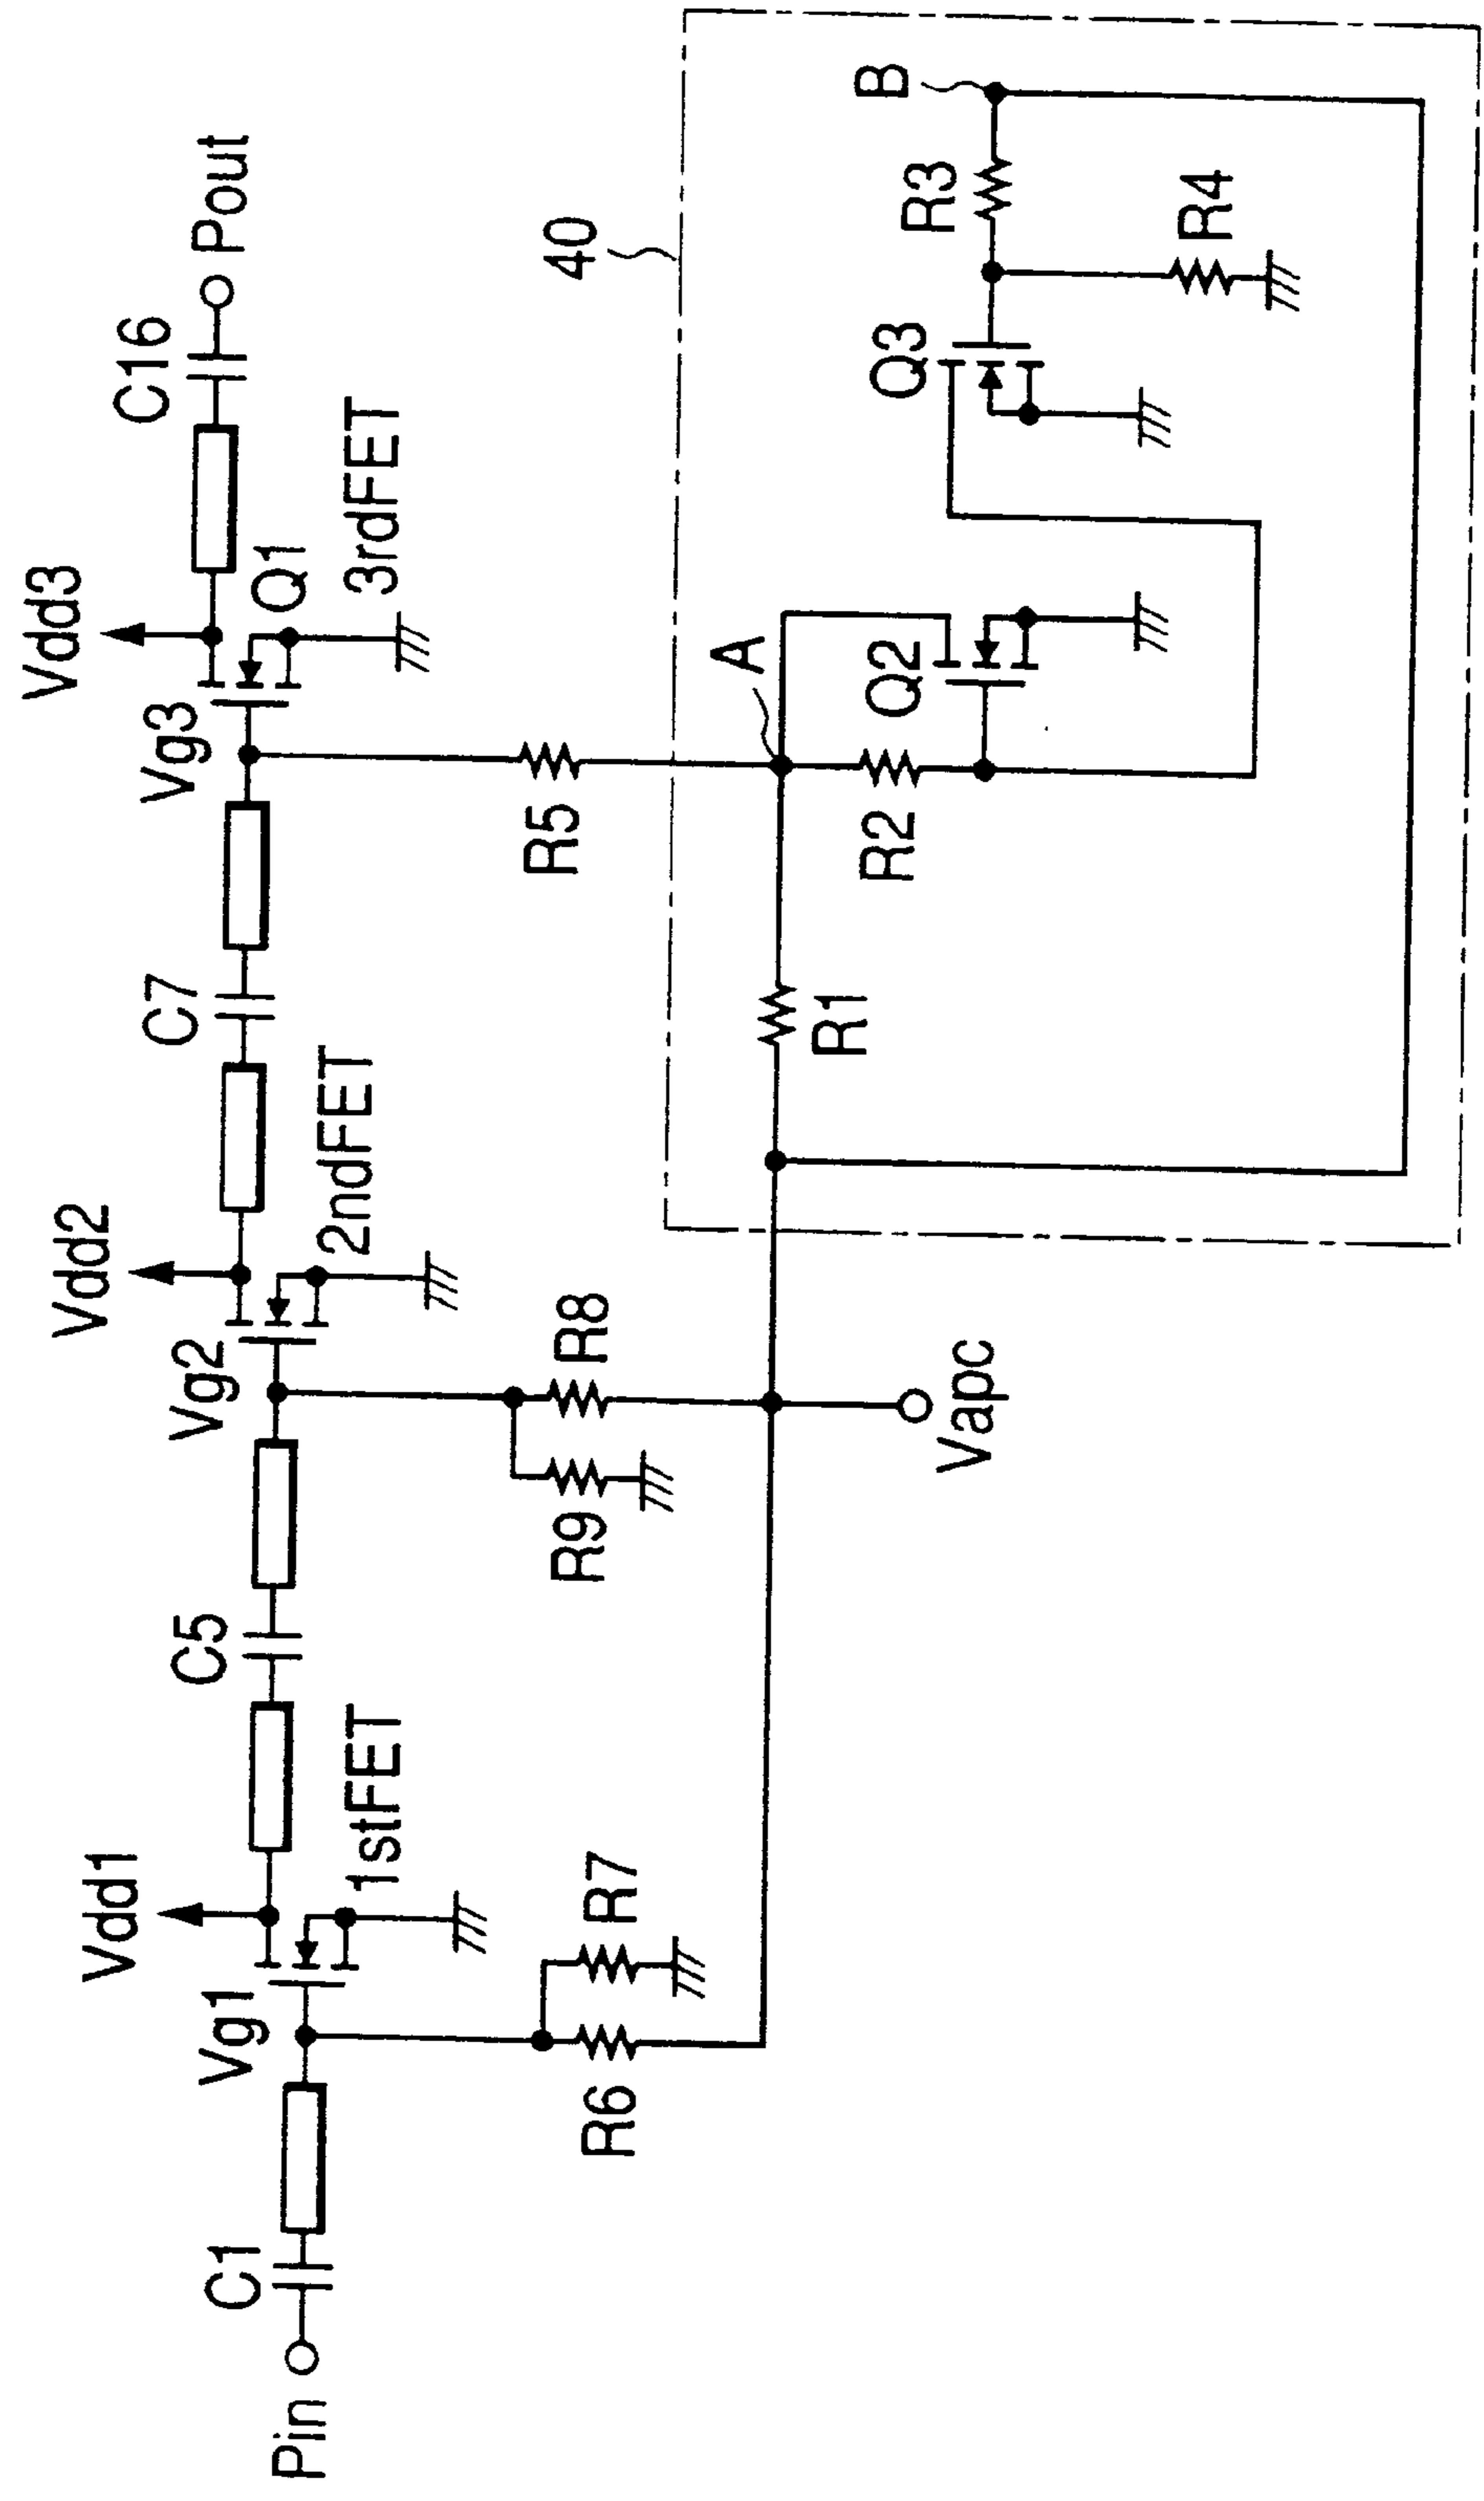 Vdd3
Vdd2
Vdd1
C16
Pout
Vg3
C7
Vg2
C5
Vg1
C1
Pin
Q1
3rdFET
2ndFET
1stFET
40
R5
R8
R9
R7
R6
A
B
R1
R2
Q2
Q3
R3
R4
Vapc